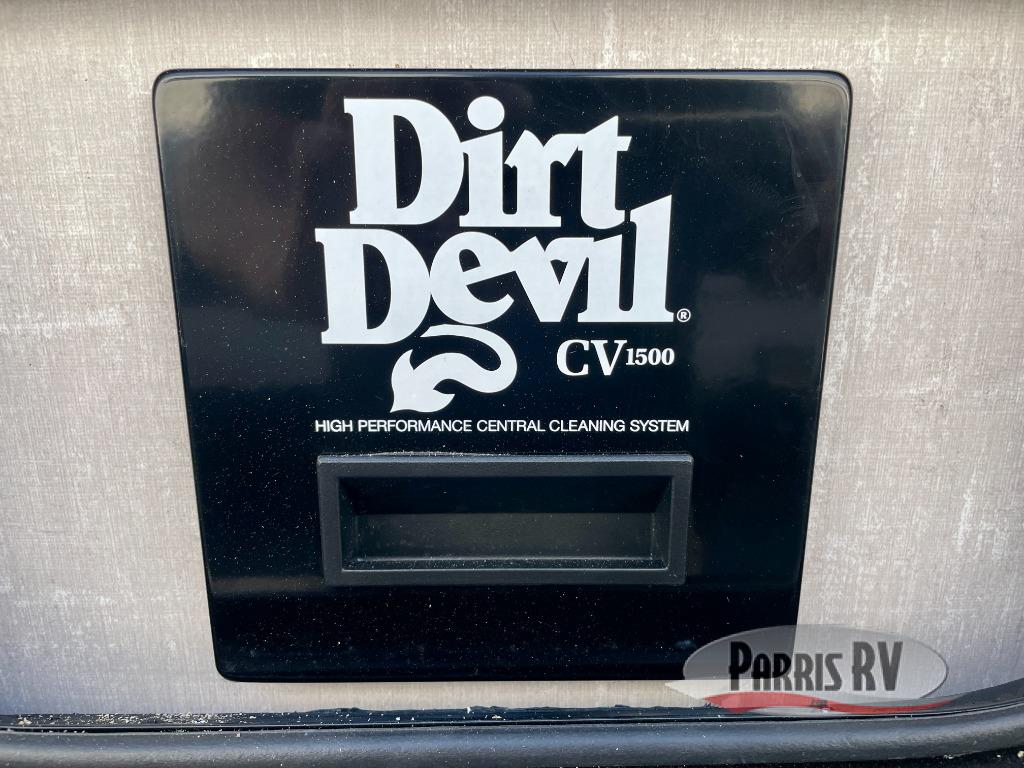 Dirt
Devil®
CV1500
HIGH PERFORMANCE CENTRAL CLEANING SYSTEM
PARRIS RV